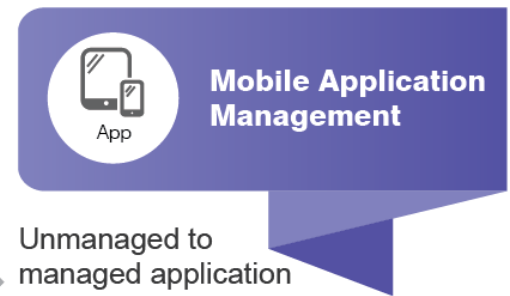 Mobile Application
Management
App
Unmanaged to
managed application